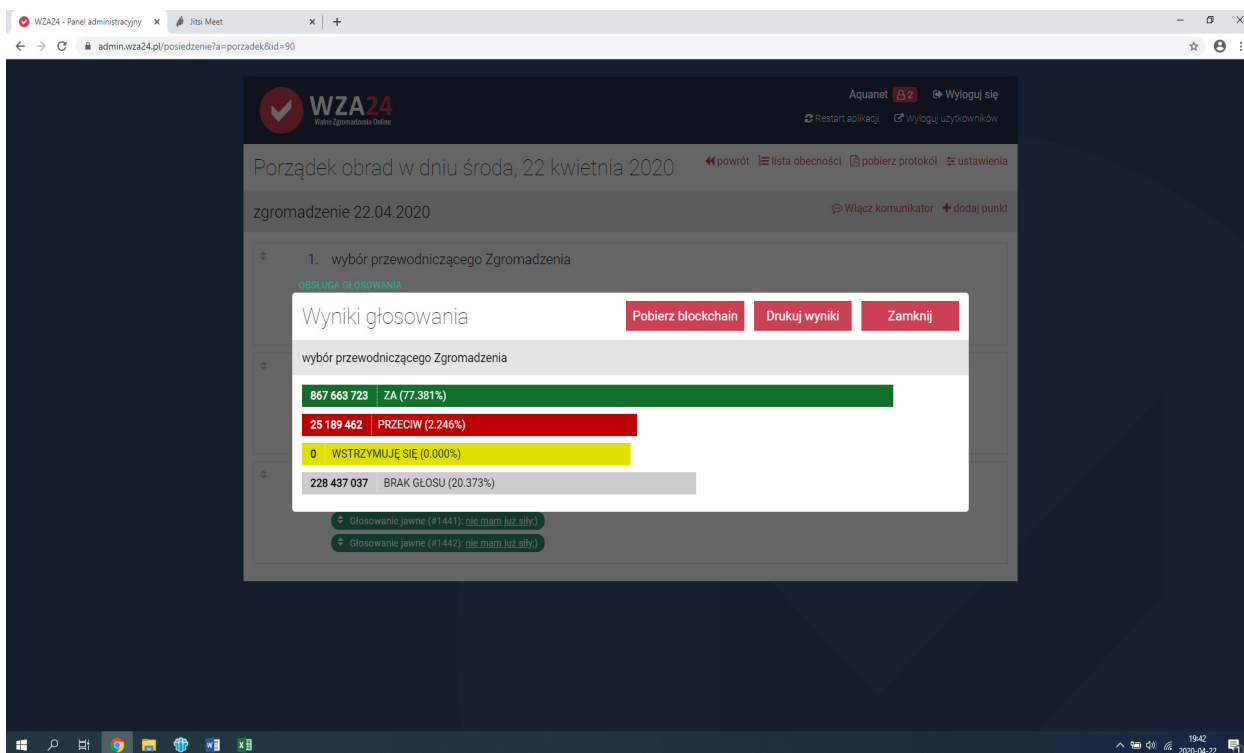 WZA24 - Panel administracyjny
Jitsi Meet
admin.wza24.pl/posiedzenie?a=porzadek&id=90
WZA24
Walne Zgromadzenia Online
Aquanet 2 Wyloguj się
Restart aplikacji Wyloguj użytkowników
Porządek obrad w dniu środa, 22 kwietnia 2020
powrót lista obecności pobierz protokół ustawienia
zgromadzenie 22.04.2020
Włącz komunikator + dodaj punkt
1. wybór przewodniczącego Zgromadzenia
OBSŁUGA GŁOSOWANIA
Wyniki głosowania
Pobierz blockchain
Drukuj wyniki
Zamknij
wybór przewodniczącego Zgromadzenia
867 663 723 ZA (77.381%)
25 189 462 PRZECIW (2.246%)
0 WSTRZYMUJĘ SIĘ (0.000%)
228 437 037 BRAK GŁOSU (20.373%)
Głosowanie jawne (#1441): nie mam już siły;)
Głosowanie jawne (#1442): nie mam już siły;)
19:42
2020-04-22